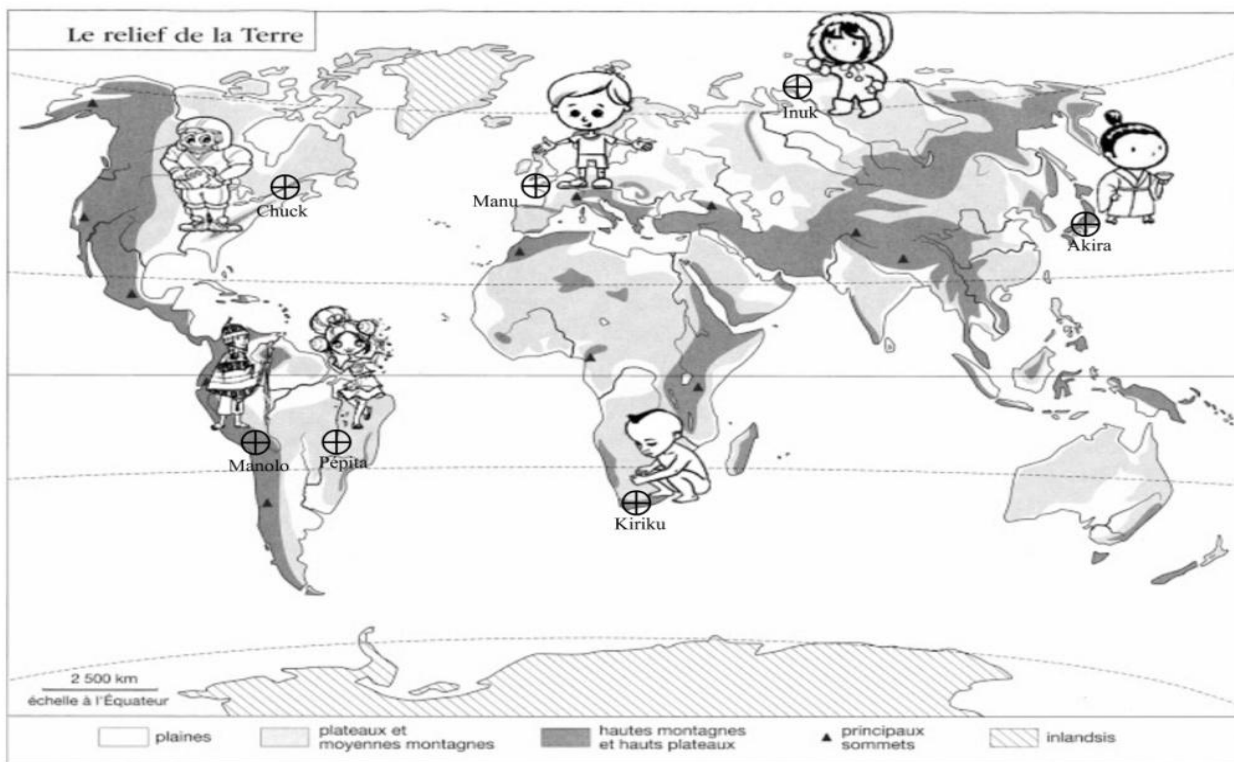 Le relief de la Terre
Inuk
Manu
Chuck
Akira
Manolo
Pépita
Kiriku
2 500 km
échelle à l'Équateur
plaines
plateaux et
moyennes montagnes
hautes montagnes
et hauts plateaux
principaux
sommets
inlandsis